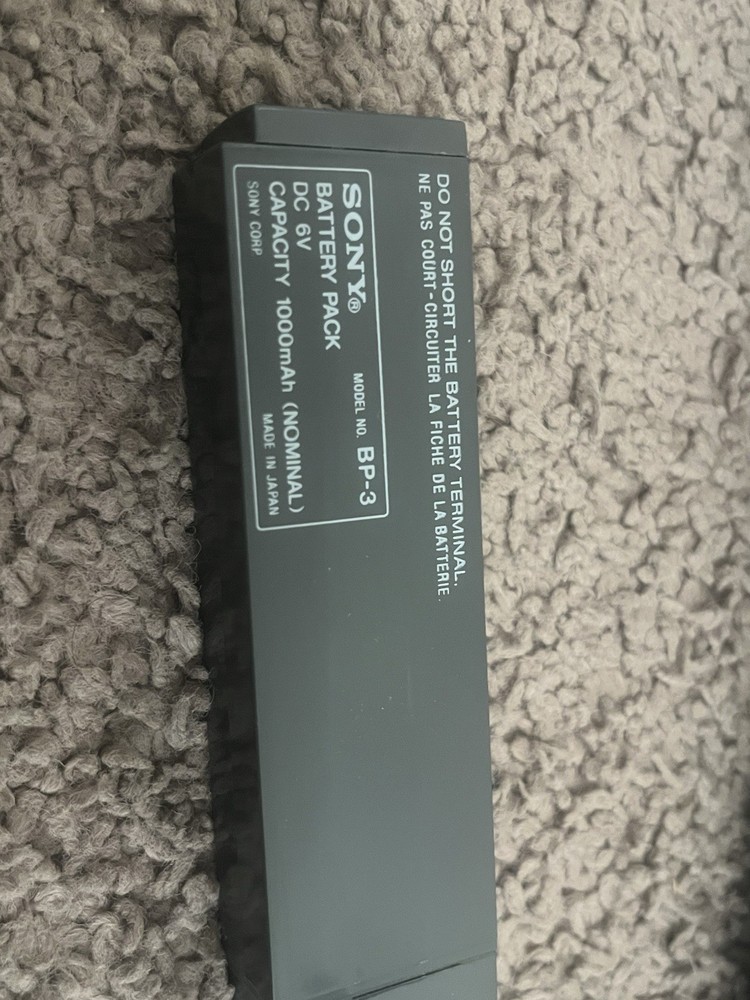 DO NOT SHORT THE BATTERY TERMINAL.
NE PAS COURT-CIRCUITER LA FICHE DE LA BATTERIE.
SONY® MODEL NO. BP-3
BATTERY PACK
DC 6V
CAPACITY 1000mAh (NOMINAL)
SONY CORP MADE IN JAPAN